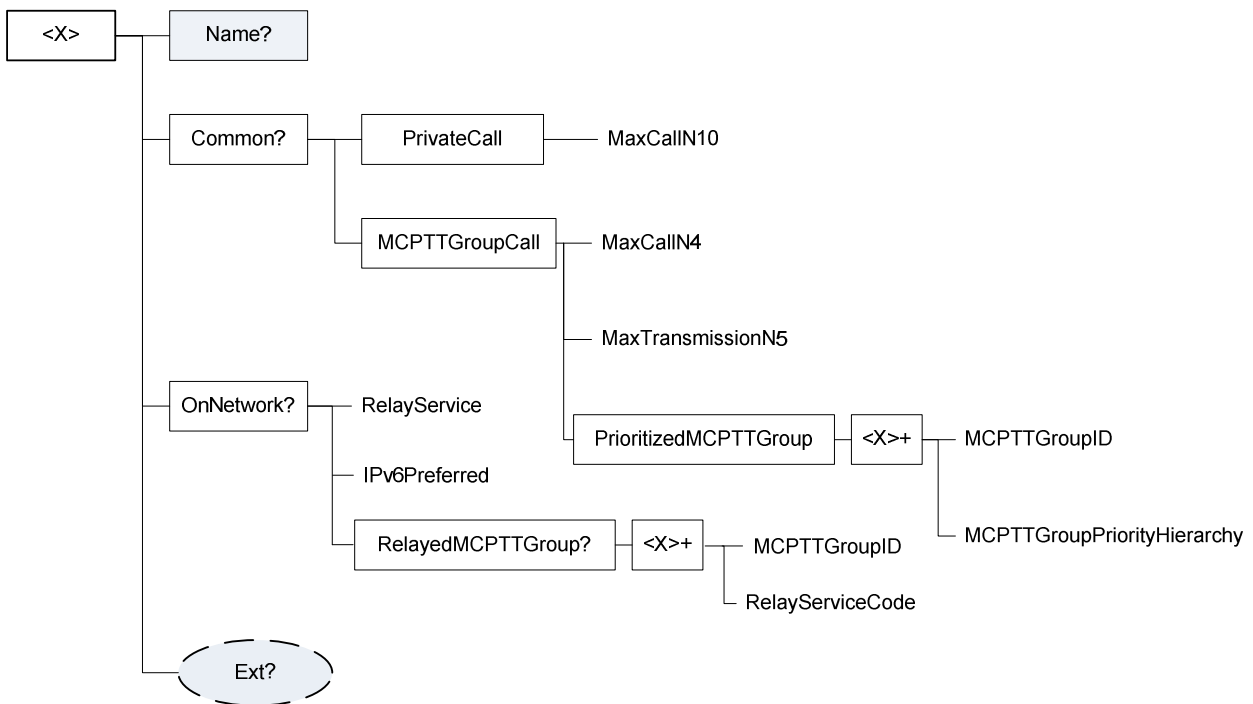 <X>
Name?
Common?
PrivateCall
MaxCallN10
MCPTTGroupCall
MaxCallN4
MaxTransmissionN5
OnNetwork?
RelayService
PrioritizedMCPTTGroup
<X>+
MCPTTGroupID
IPv6Preferred
MCPTTGroupPriorityHierarchy
RelayedMCPTTGroup?
<X>+
MCPTTGroupID
RelayServiceCode
Ext?